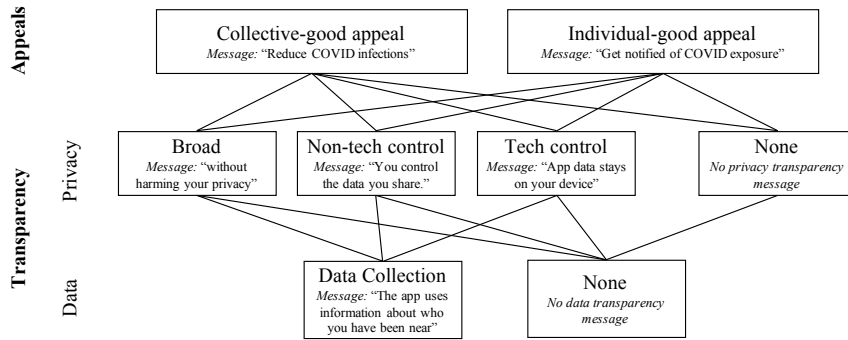 Appeals
Collective-good appeal
Message: “Reduce COVID infections”
Individual-good appeal
Message: “Get notified of COVID exposure”
Transparency
Privacy
Broad
Message: “without
harming your privacy”
Non-tech control
Message: “You control
the data you share.”
Tech control
Message: “App data stays
on your device”
None
No privacy transparency
message
Data
Data Collection
Message: “The app uses
information about who
you have been near”
None
No data transparency
message